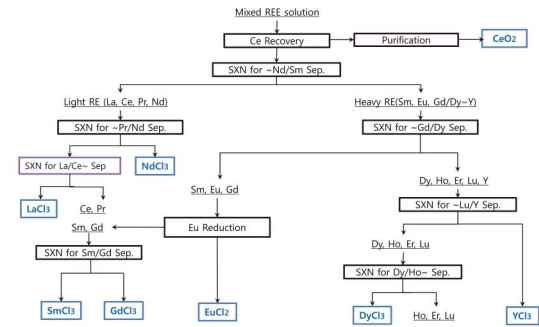 Mixed REE solution
Ce Recovery
Purification
CeO2
SXN for ~Nd/Sm Sep.
Light RE (La, Ce, Pr, Nd)
Heavy RE(Sm, Eu, Gd/Dy~Y)
SXN for ~Pr/Nd Sep.
SXN for ~Gd/Dy Sep.
SXN for La/Ce~ Sep
NdCl3
Sm, Eu, Gd
Dy, Ho, Er, Lu, Y
LaCl3
Ce, Pr
SXN for ~Lu/Y Sep.
Sm, Gd
Eu Reduction
Dy, Ho, Er, Lu
SXN for Sm/Gd Sep.
SXN for Dy/Ho~ Sep.
SmCl3
GdCl3
EuCl2
DyCl3
Ho, Er, Lu
YCl3